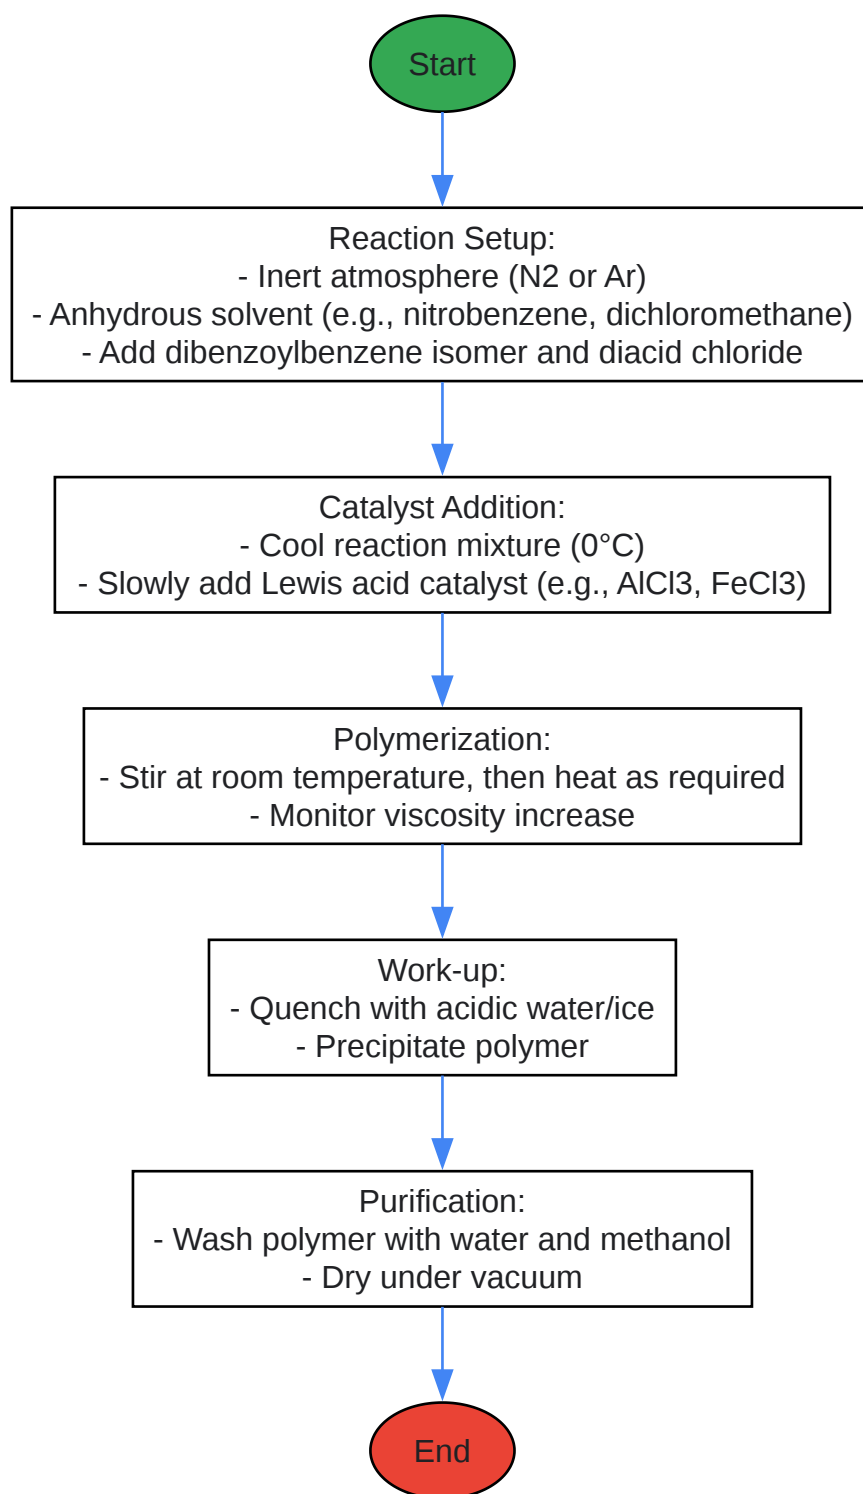 Start
Reaction Setup:
- Inert atmosphere (N2 or Ar)
- Anhydrous solvent (e.g., nitrobenzene, dichloromethane)
- Add dibenzoylbenzene isomer and diacid chloride
Catalyst Addition:
- Cool reaction mixture (0°C)
- Slowly add Lewis acid catalyst (e.g., AlCl3, FeCl3)
Polymerization:
- Stir at room temperature, then heat as required
- Monitor viscosity increase
Work-up:
- Quench with acidic water/ice
- Precipitate polymer
Purification:
- Wash polymer with water and methanol
- Dry under vacuum
End